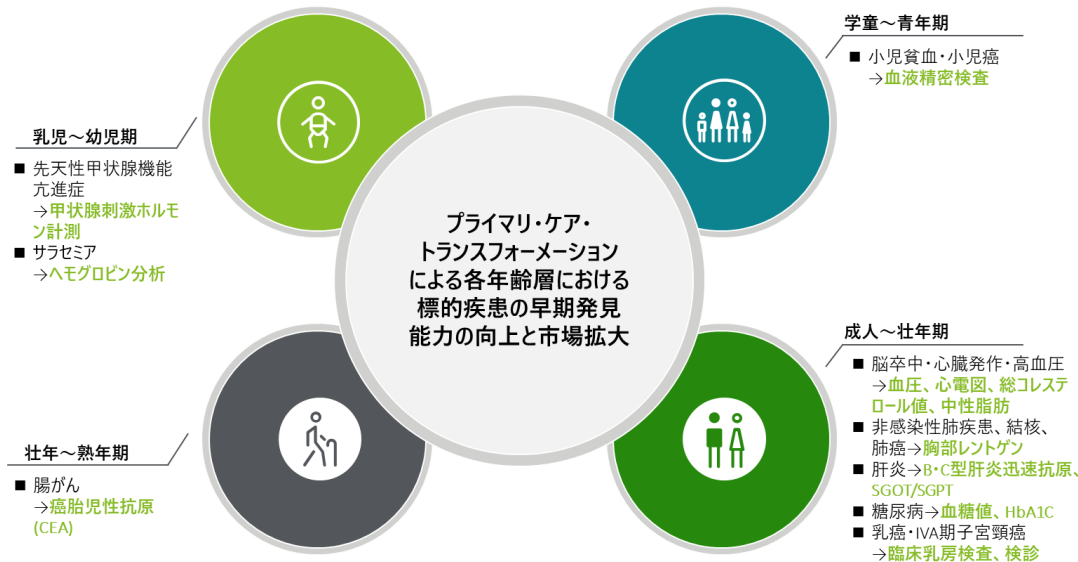 乳児～幼児期
■ 先天性甲状腺機能
亢進症
→甲状腺刺激ホルモ
ン計測
■ サラセミア
→ヘモグロビン分析
学童～青年期
■ 小児貧血・小児癌
→血液精密検査
プライマリ・ケア・
トランスフォーメーション
による各年齢層における
標的疾患の早期発見
能力の向上と市場拡大
壮年～熟年期
■ 腸がん
→癌胎児性抗原
(CEA)
成人～壮年期
■ 脳卒中・心臓発作・高血圧
→血圧、心電図、総コレステ
ロール値、中性脂肪
■ 非感染性肺疾患、結核、
肺癌→胸部レントゲン
■ 肝炎→B・C型肝炎迅速抗原、
SGOT/SGPT
■ 糖尿病→血糖値、HbA1C
■ 乳癌・IVA期子宮頸癌
→臨床乳房検査、検診